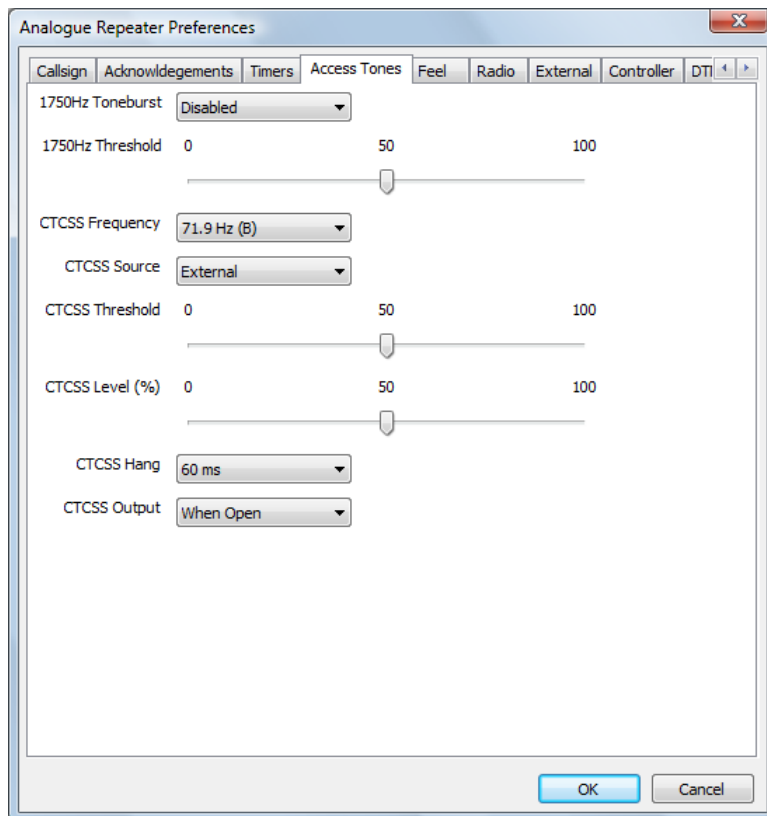 Analogue Repeater Preferences
Callsign Acknowldegements Timers Access Tones Feel Radio External Controller DTI
1750Hz Toneburst Disabled
1750Hz Threshold 0 50 100
CTCSS Frequency 71.9 Hz (B)
CTCSS Source External
CTCSS Threshold 0 50 100
CTCSS Level (%) 0 50 100
CTCSS Hang 60 ms
CTCSS Output When Open
OK Cancel